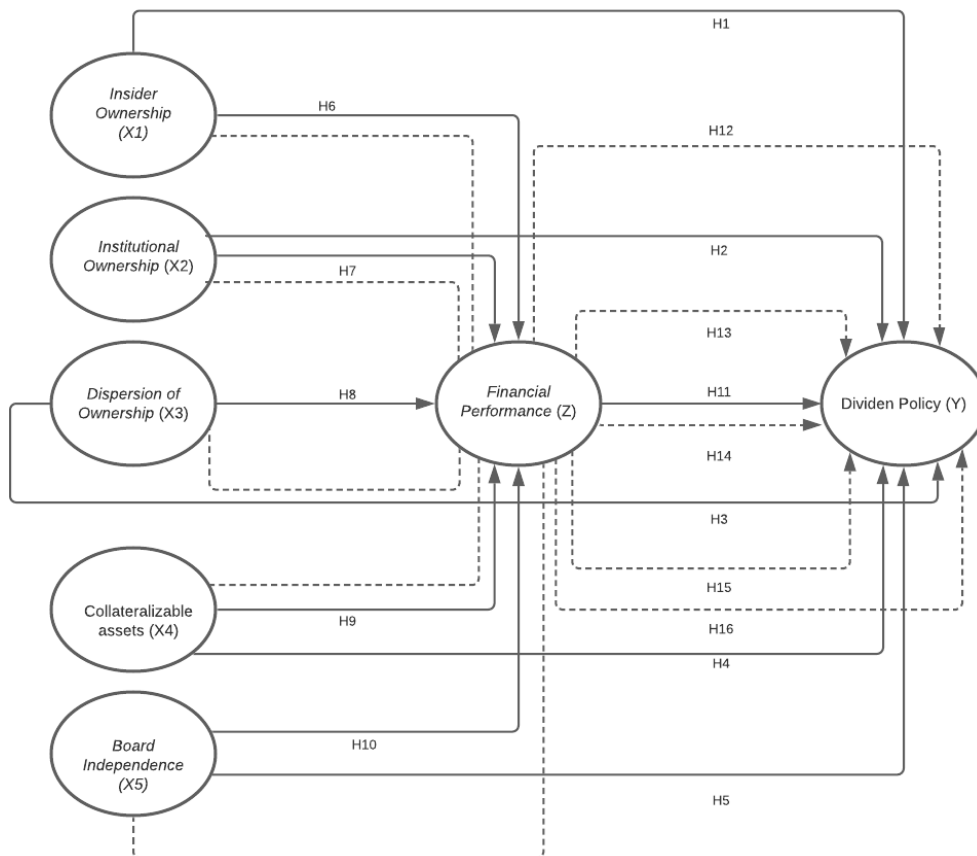 H1
Insider
Ownership
(X1)
H6
H12
Institutional
Ownership (X2)
H2
H7
H13
Dispersion of
Ownership (X3)
H8
Financial
Performance (Z)
H11
Dividen Policy (Y)
H14
H3
H15
Collateralizable
assets (X4)
H9
H16
H4
Board
Independence
(X5)
H10
H5